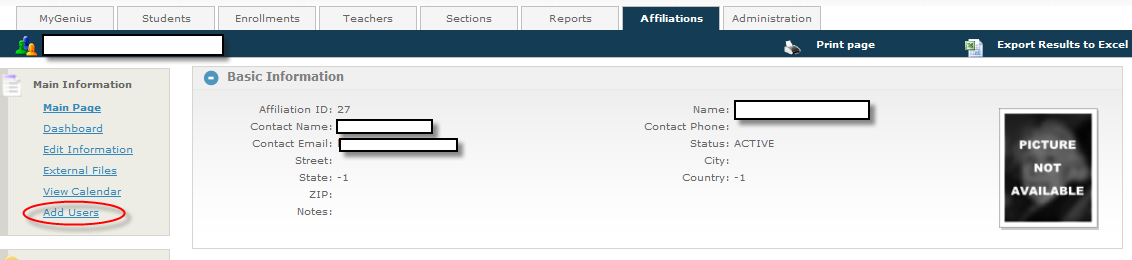 MyGenius Students Enrollments Teachers Sections Reports Affiliations Administration
Print page Export Results to Excel
Main Information
Main Page
Dashboard
Edit Information
External Files
View Calendar
Add Users
Basic Information
Affiliation ID: 27 Name:
Contact Name: Contact Phone:
Contact Email: Status: ACTIVE
Street: City:
State: -1 Country: -1
ZIP:
Notes:
PICTURE
NOT
AVAILABLE